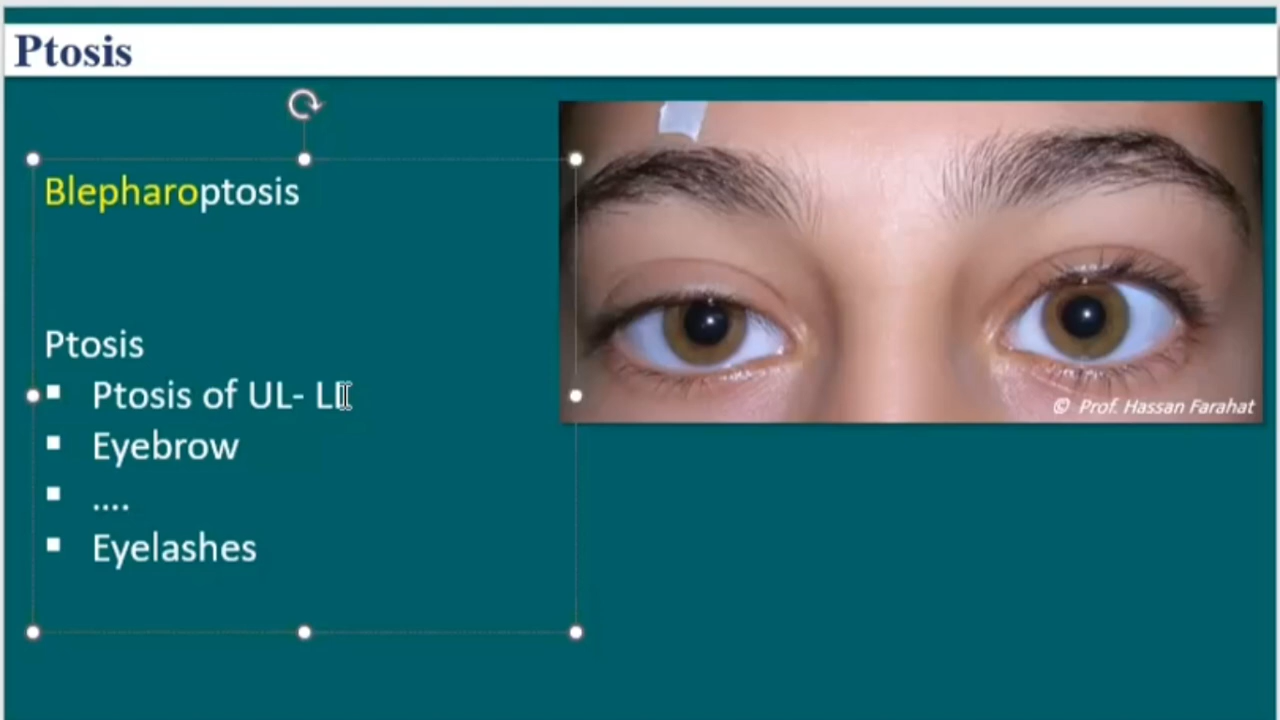 Ptosis
Blepharoptosis
Ptosis
Ptosis of UL- LL
Eyebrow
....
Eyelashes
© Prof. Hassan Farahat